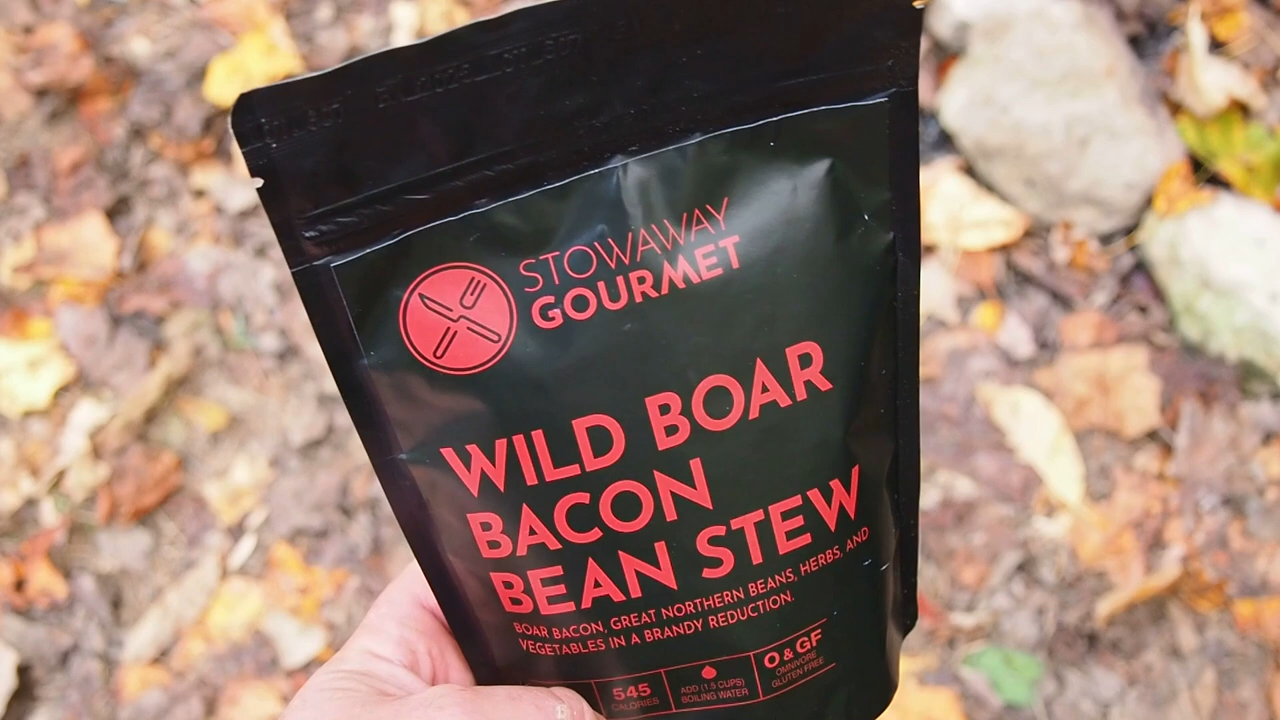 STOWAWAY
GOURMET
WILD BOAR
BACON
BEAN STEW
BOAR BACON, GREAT NORTHERN BEANS, HERBS, AND
VEGETABLES IN A BRANDY REDUCTION.
545
CALORIES
ADD (1.5 CUPS)
BOILING WATER
O & GF
OMNIVORE
GLUTEN FREE